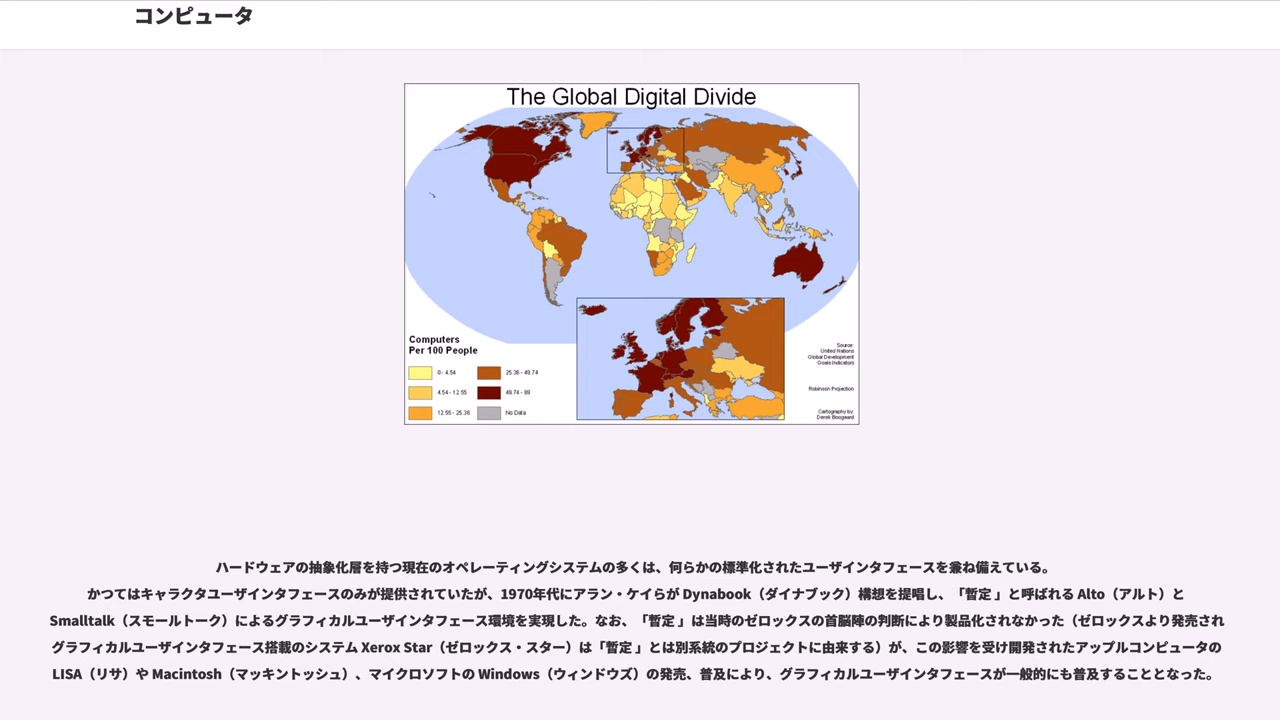 コンピュータ
The Global Digital Divide
Computers
Per 100 People
0 - 4.54
4.54 - 12.55
12.55 - 25.38
25.38 - 49.74
49.74 - 89
No Data
Source:
United Nations
Global Development
Goals Indicators
Robinson Projection
Cartography by:
Derek Boogaard
ハードウェアの抽象化層を持つ現在のオペレーティングシステムの多くは、何らかの標準化されたユーザインタフェースを兼ね備えている。
かつてはキャラクタユーザインタフェースのみが提供されていたが、1970年代にアラン・ケイらが Dynabook（ダイナブック）構想を提唱し、「暫定 」と呼ばれる Alto（アルト）と
Smalltalk（スモールトーク）によるグラフィカルユーザインタフェース環境を実現した。なお、「暫定 」は当時のゼロックスの首脳陣の判断により製品化されなかった（ゼロックスより発売され
グラフィカルユーザインタフェース搭載のシステム Xerox Star（ゼロックス・スター）は「暫定 」とは別系統のプロジェクトに由来する）が、この影響を受け開発されたアップルコンピュータの
LISA（リサ）や Macintosh（マッキントッシュ）、マイクロソフトの Windows（ウィンドウズ）の発売、普及により、グラフィカルユーザインタフェースが一般的にも普及することとなった。